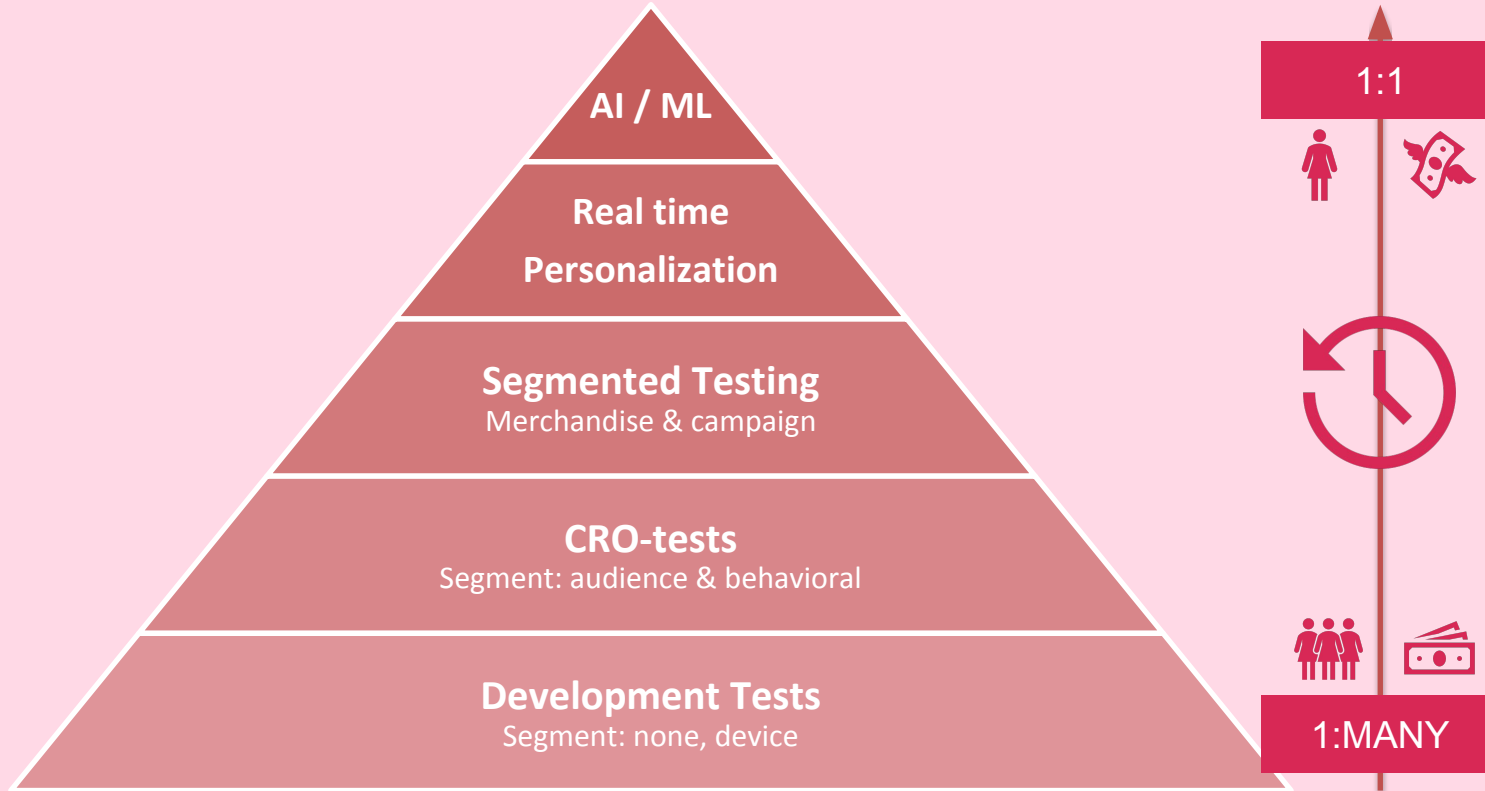 AI / ML
1:1
Real time
Personalization
Segmented Testing
Merchandise & campaign
CRO-tests
Segment: audience & behavioral
Development Tests
Segment: none, device
1:MANY